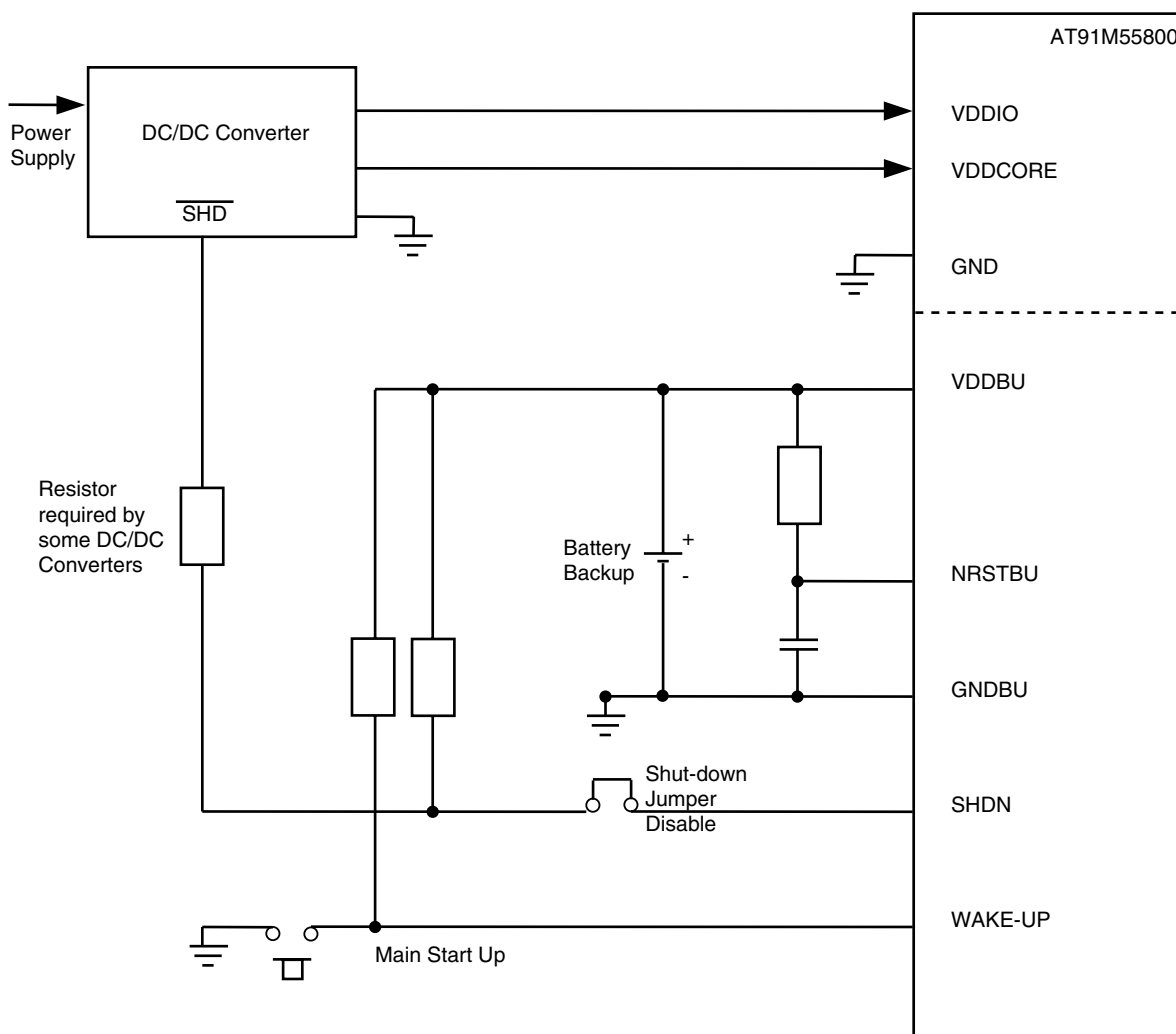 AT91M55800
Power
Supply
DC/DC Converter
SHD
VDDIO
VDDCORE
GND
VDDBU
Resistor
required by
some DC/DC
Converters
Battery
Backup
+
-
NRSTBU
GNDBU
Shut-down
Jumper
Disable
SHDN
WAKE-UP
Main Start Up